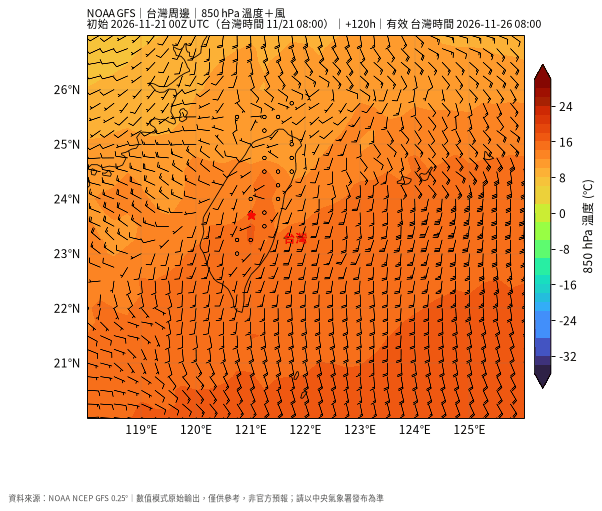 NOAA GFS｜台灣周邊｜850 hPa 溫度＋風
初始 2026-11-21 00Z UTC（台灣時間 11/21 08:00）｜+120h｜有效 台灣時間 2026-11-26 08:00
26°N
25°N
24°N
23°N
22°N
21°N
119°E 120°E 121°E 122°E 123°E 124°E 125°E
台灣
24
16
8
0
-8
-16
-24
-32
850 hPa 溫度 (°C)
資料來源：NOAA NCEP GFS 0.25°｜數值模式原始輸出，僅供參考，非官方預報；請以中央氣象署發布為準